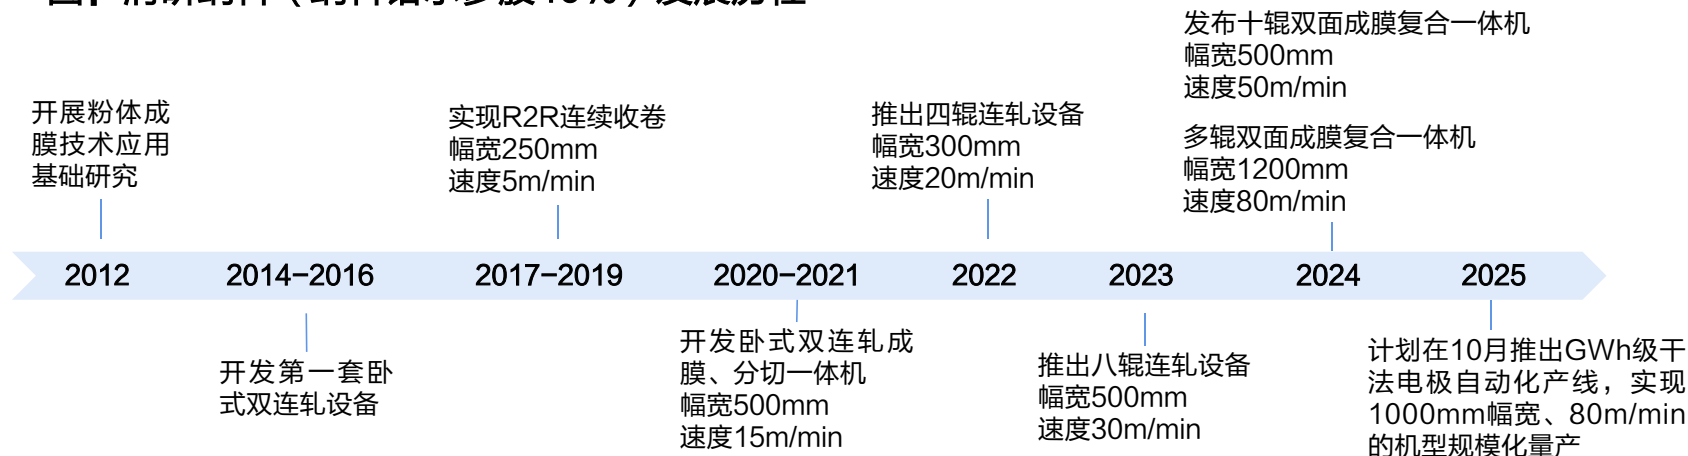 开展粉体成
膜技术应用
基础研究
实现R2R连续收卷
幅宽250mm
速度5m/min
推出四辊连轧设备
幅宽300mm
速度20m/min
发布十辊双面成膜复合一体机
幅宽500mm
速度50m/min
多辊双面成膜复合一体机
幅宽1200mm
速度80m/min
2012 2014-2016 2017-2019 2020-2021 2022 2023 2024 2025
开发第一套卧
式双连轧设备
开发卧式双连轧成
膜、分切一体机
幅宽500mm
速度15m/min
推出八辊连轧设备
幅宽500mm
速度30m/min
计划在10月推出GWh级干
法电极自动化产线，实现
1000mm幅宽、80m/min
的机型规模化量产